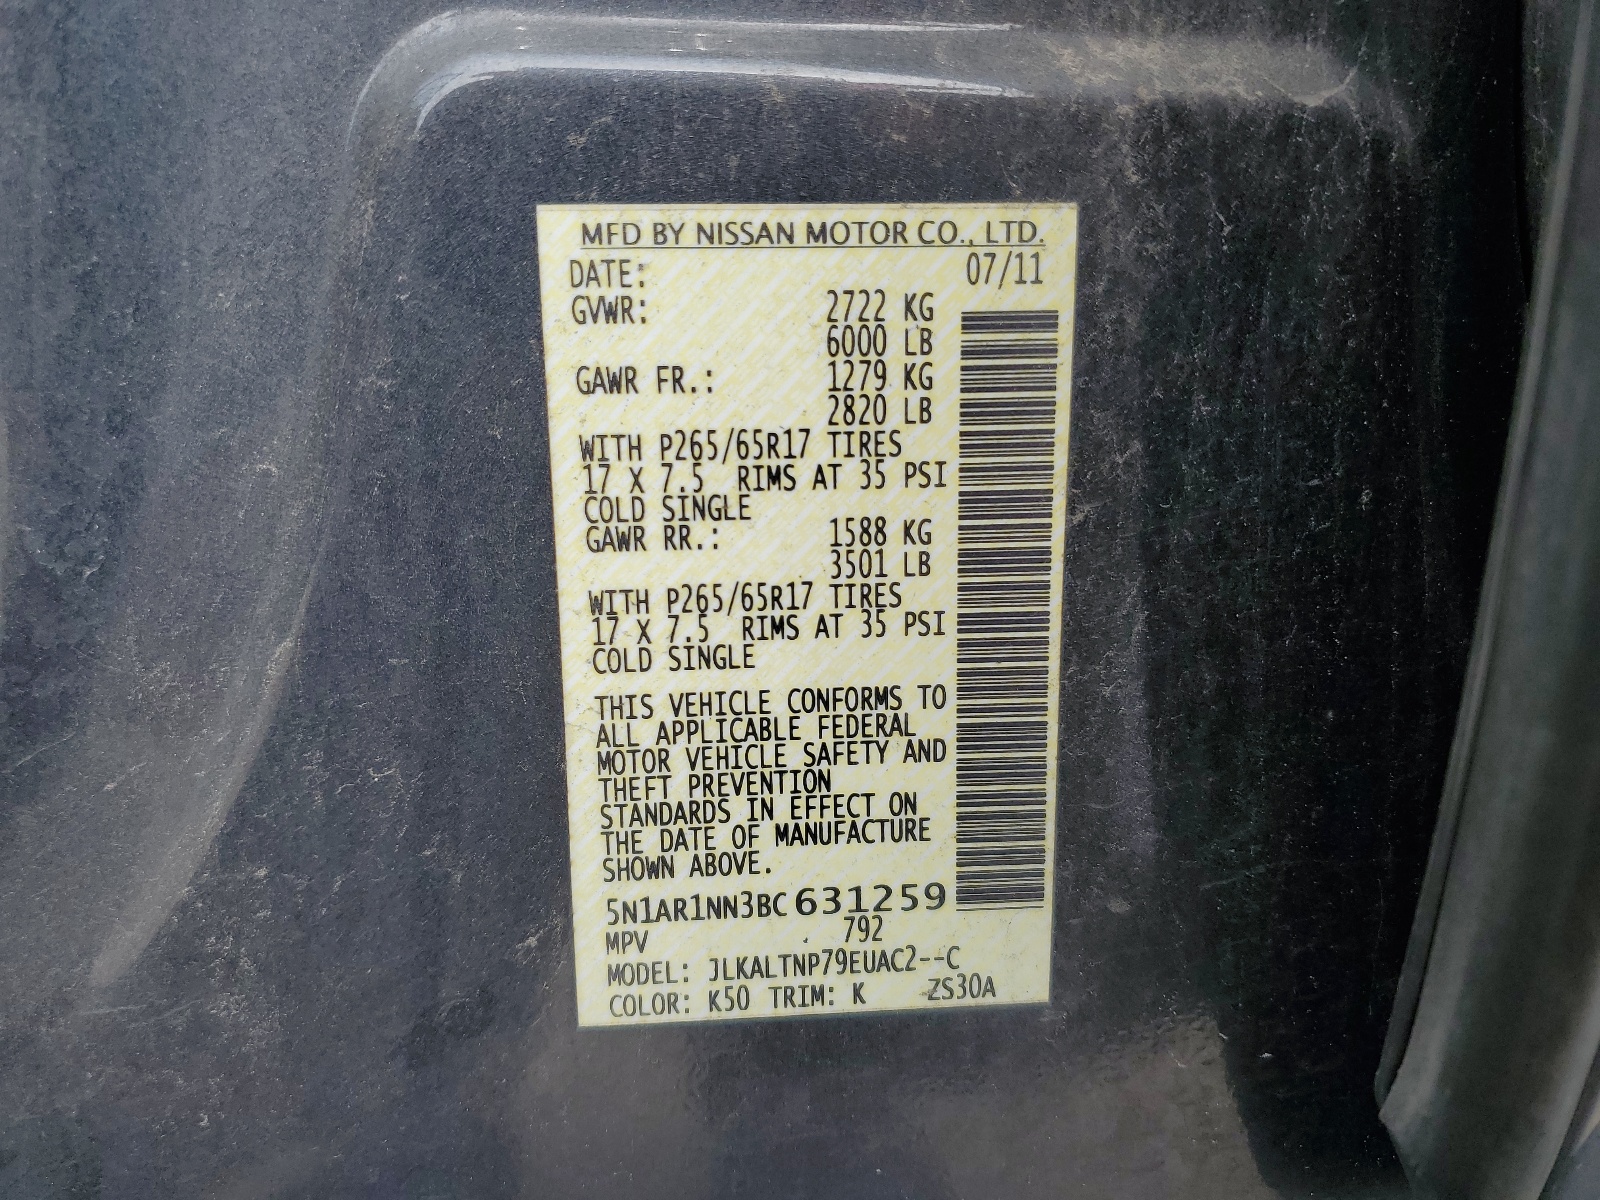 MFD BY NISSAN MOTOR CO., LTD.
DATE: 07/11
GVWR: 2722 KG
6000 LB
GAWR FR.: 1279 KG
2820 LB
WITH P265/65R17 TIRES
17 X 7.5 RIMS AT 35 PSI
COLD SINGLE
GAWR RR.: 1588 KG
3501 LB
WITH P265/65R17 TIRES
17 X 7.5 RIMS AT 35 PSI
COLD SINGLE
THIS VEHICLE CONFORMS TO
ALL APPLICABLE FEDERAL
MOTOR VEHICLE SAFETY AND
THEFT PREVENTION
STANDARDS IN EFFECT ON
THE DATE OF MANUFACTURE
SHOWN ABOVE.
5N1AR1NN3BC631259
MPV 792
MODEL: JLKALTNP79EUAC2--C
COLOR: K50 TRIM: K ZS30A